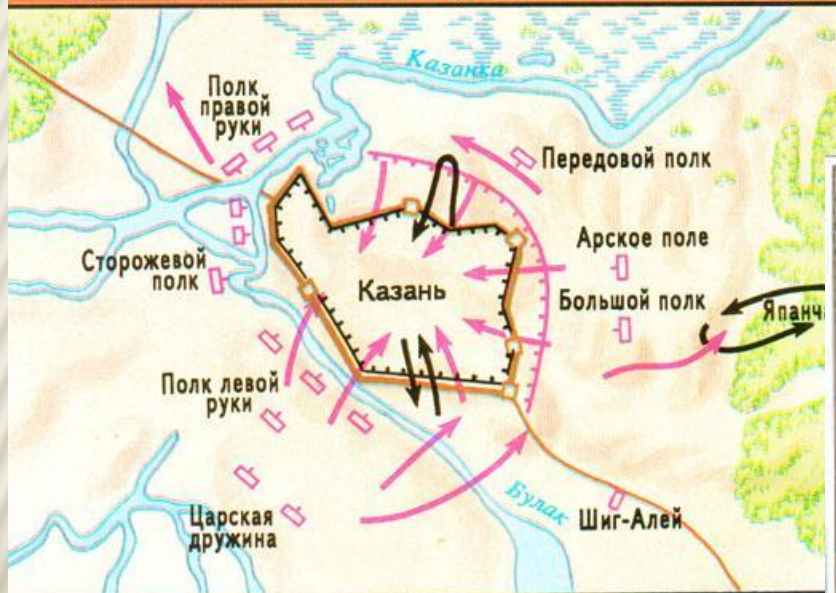 Казанка
Полк
правой
руки
Передовой полк
Арское поле
Сторожевой
полк
Казань
Большой полк
Япанча
Полк левой
руки
Царская
дружина
Булак
Шиг-Алей